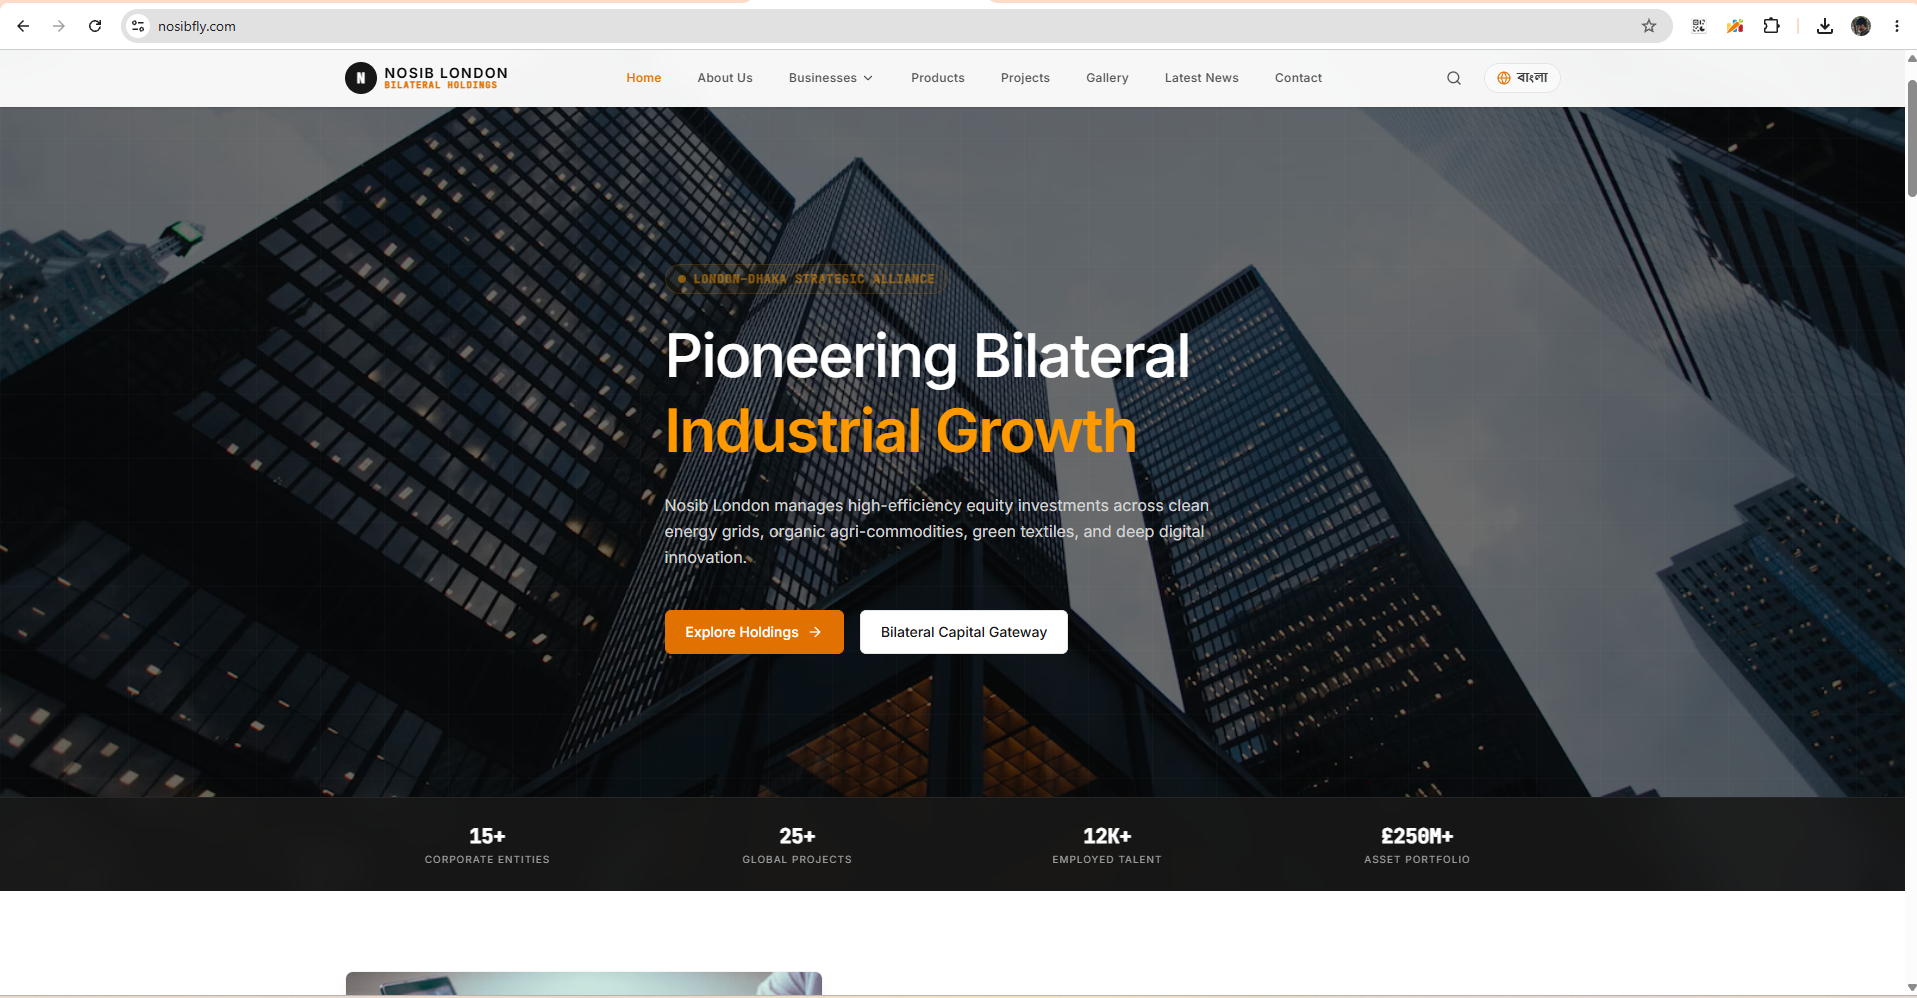 nosibfly.com
N
NOSIB LONDON
BILATERAL HOLDINGS
Home
About Us
Businesses
Products
Projects
Gallery
Latest News
Contact
বাংলা
LONDON-DHAKA STRATEGIC ALLIANCE
Pioneering Bilateral
Industrial Growth
Nosib London manages high-efficiency equity investments across clean
energy grids, organic agri-commodities, green textiles, and deep digital
innovation.
Explore Holdings →
Bilateral Capital Gateway
15+
CORPORATE ENTITIES
25+
GLOBAL PROJECTS
12K+
EMPLOYED TALENT
£250M+
ASSET PORTFOLIO